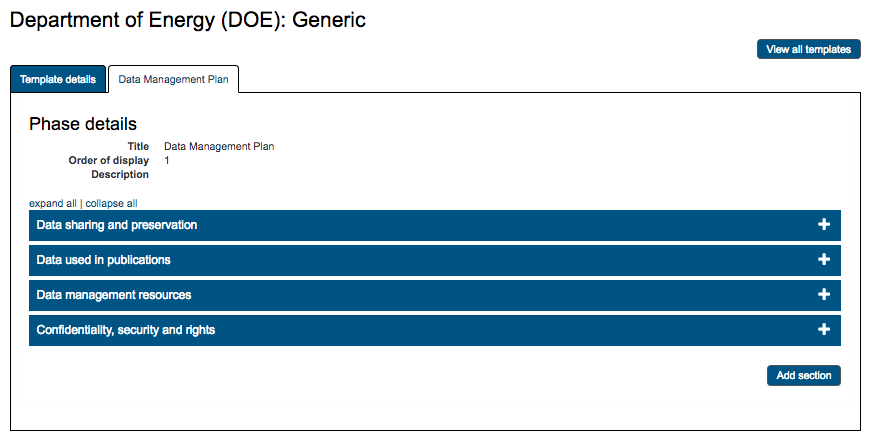 Department of Energy (DOE): Generic
View all templates
Template details
Data Management Plan
Phase details
Title Data Management Plan
Order of display 1
Description
expand all | collapse all
Data sharing and preservation
Data used in publications
Data management resources
Confidentiality, security and rights
Add section